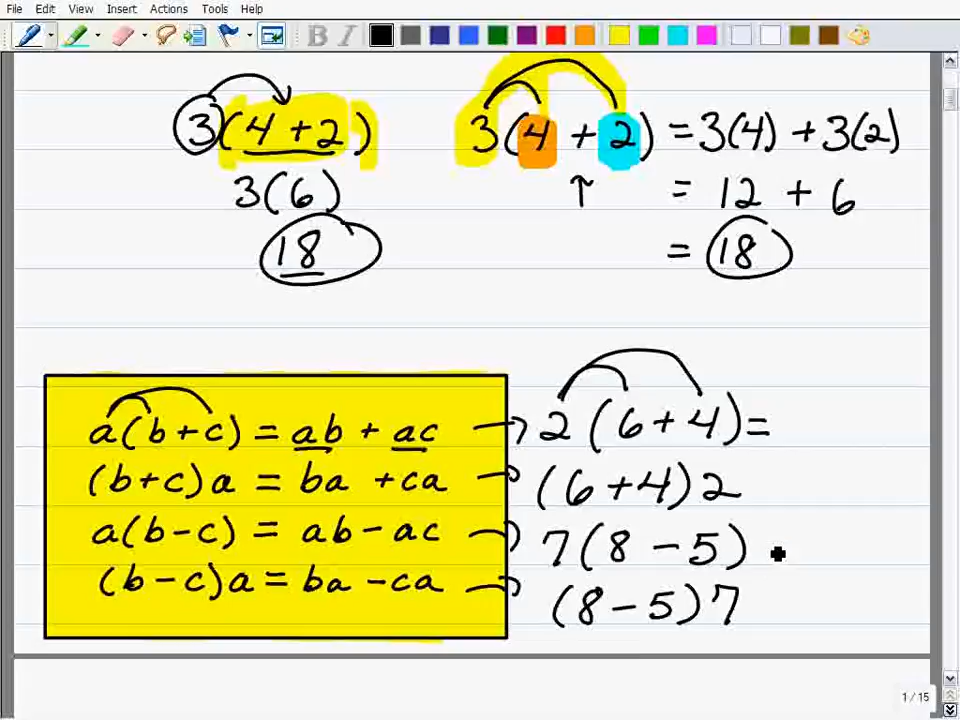 File Edit View Insert Actions Tools Help
B I
3(4+2) 3(4+2) = 3(4) + 3(2)
3(6) ↑ = 12 + 6
18 = 18
a(b+c) = ab + ac → 2(6+4) =
(b+c)a = ba + ca → (6+4)2
a(b-c) = ab - ac → 7(8-5)
(b-c)a = ba - ca → (8-5)7
1 / 15